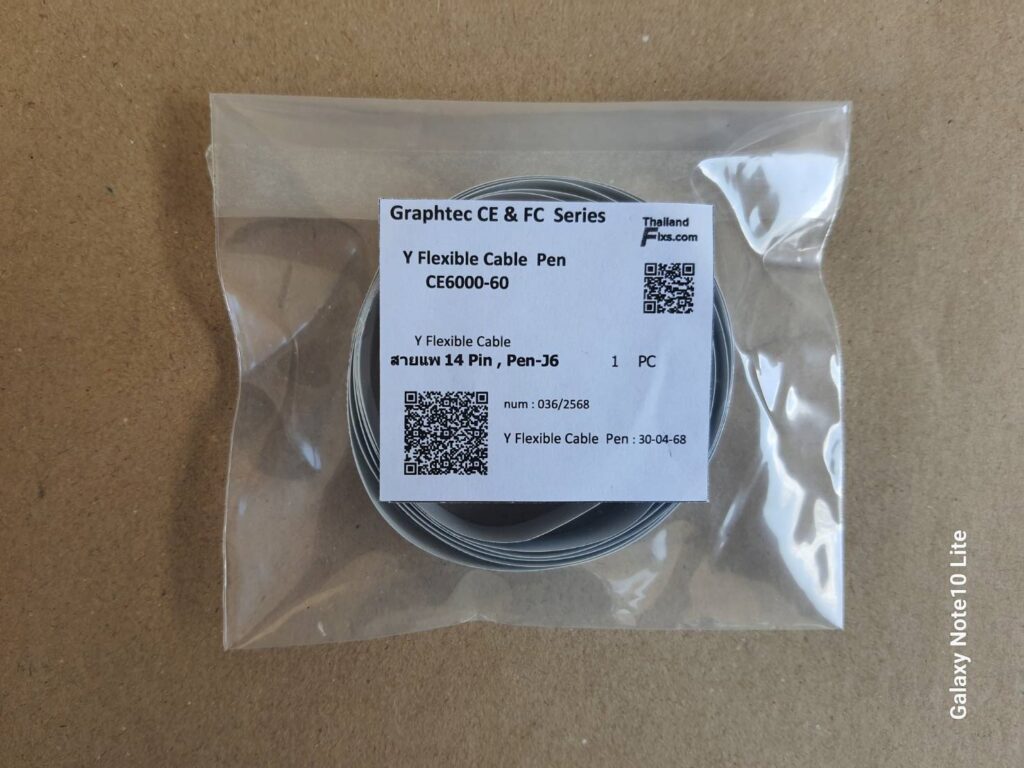 Graphtec CE & FC Series
Thailand
Fixs.com
Y Flexible Cable Pen
CE6000-60
Y Flexible Cable
สายแพ 14 Pin , Pen-J6 1 PC
num : 036/2568
Y Flexible Cable Pen : 30-04-68
Galaxy Note10 Lite